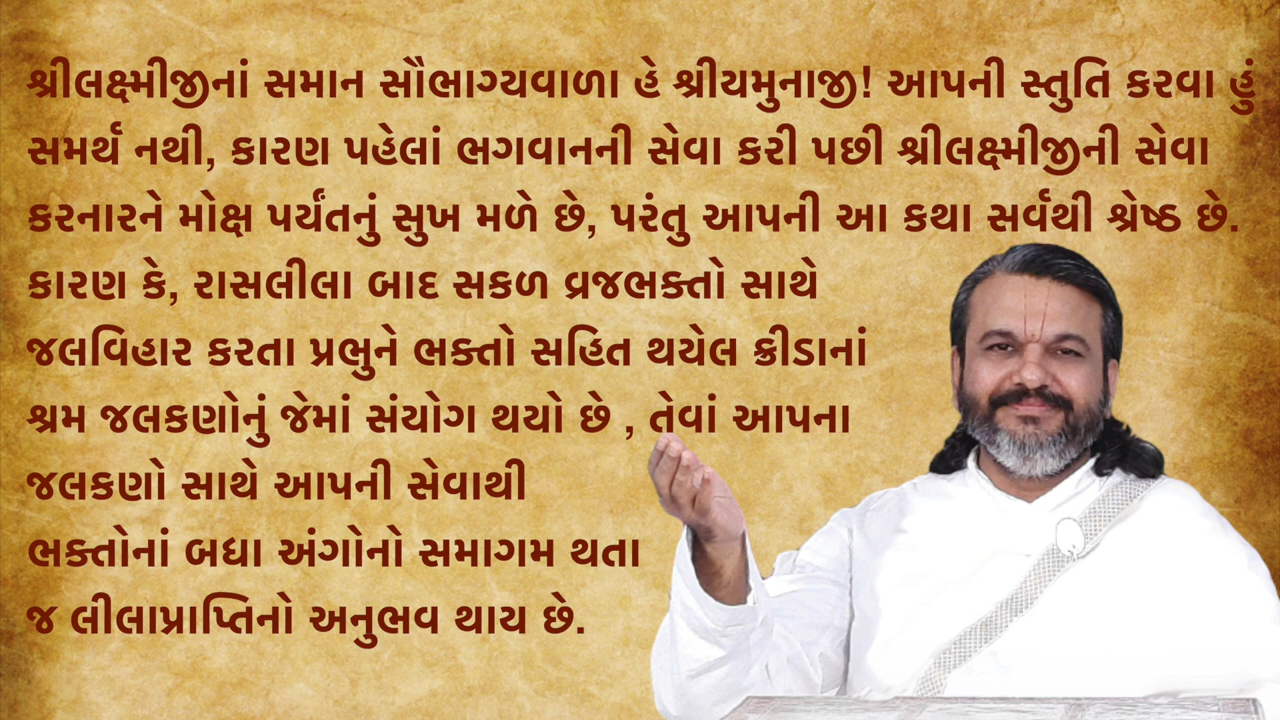 શ્રીલક્ષ્મીજીનાં સમાન સૌભાગ્યવાળા હે શ્રીયમુનાજી! આપની સ્તુતિ કરવા હું
સમર્થં નથી, કારણ પહેલાં ભગવાનની સેવા કરી પછી શ્રીલક્ષ્મીજીની સેવા
કરનારને મોક્ષ પર્યંતનું સુખ મળે છે, પરંતુ આપની આ કથા સર્વંથી શ્રેષ્ઠ છે.
કારણ કે, રાસલીલા બાદ સકળ વ્રજભક્તો સાથે
જલવિહાર કરતા પ્રભુને ભક્તો સહિત થયેલ ક્રીડાનાં
શ્રમ જલકણોનું જેમાં સંયોગ થયો છે , તેવાં આપના
જલકણો સાથે આપની સેવાથી
ભક્તોનાં બધા અંગોનો સમાગમ થતા
જ લીલાપ્રાપ્તિનો અનુભવ થાય છે.